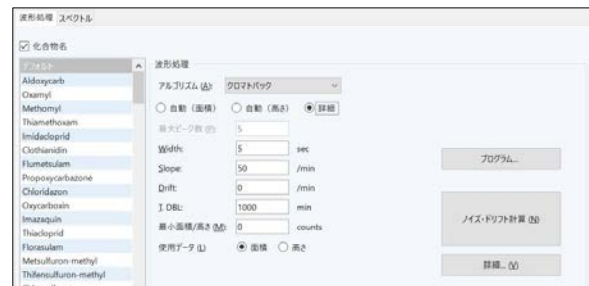 波形処理 スペクトル
化合物名
デフォルト
Aldoxycarb
Oxamyl
Methomyl
Thiamethoxam
Imidacloprid
Clothianidin
Flumetsulam
Propoxycarbazone
Chloridazon
Oxycarboxin
Imazaquin
Thiacloprid
Florasulam
Metsulfuron-methyl
Thifensulfuron-methyl
波形処理
アルゴリズム (A): クロマトパック
自動 (面積) 自動 (高さ) 詳細
最大ピーク数 (P): 5
Width: 5 sec
Slope: 50 /min
Drift: 0 /min
T. DBL: 1000 min
最小面積/高さ (M): 0 counts
使用データ (L) 面積 高さ
プログラム...
ノイズ・ドリフト計算 (N)
詳細... (V)